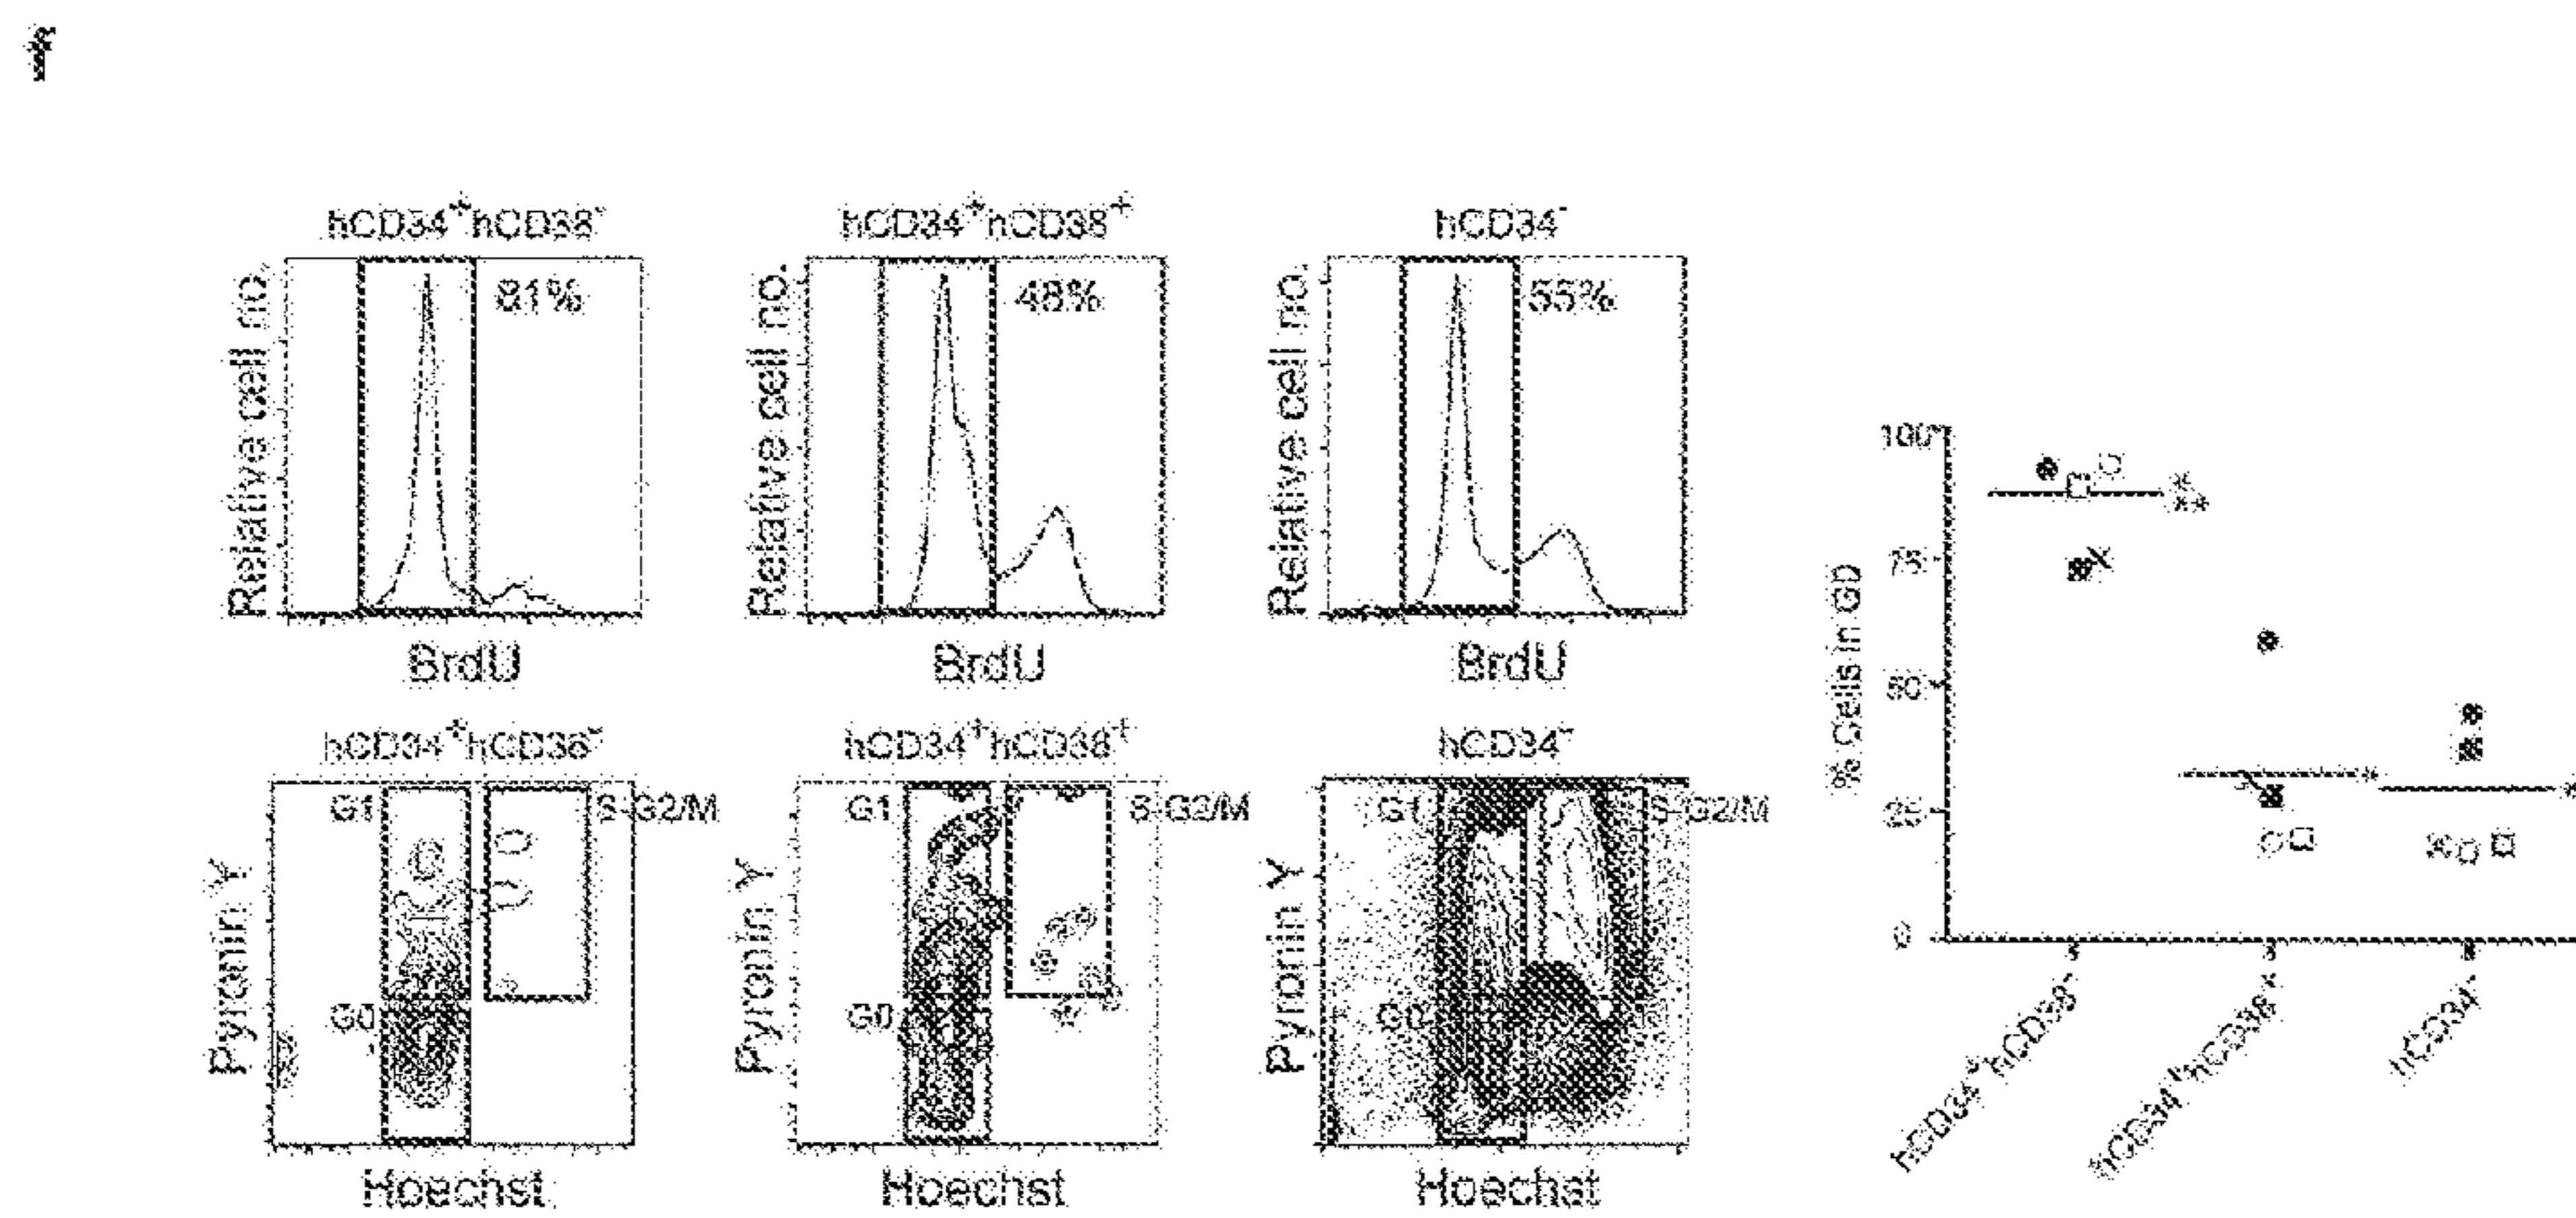 f
hCD34+hCD38-
hCD34+hCD38+
hCD34-
Relative cell no.
81%
Relative cell no.
48%
Relative cell no.
55%
BrdU
BrdU
BrdU
hCD34+hCD38-
hCD34+hCD38+
hCD34-
Pyronin Y
G1
S-G2/M
G0
Pyronin Y
G1
S-G2/M
G0
Pyronin Y
G1
S-G2/M
G0
Hoechst
Hoechst
Hoechst
% Cells in G0
100
75
50
25
0
*
**
hCD34+hCD38-
hCD34+hCD38+
hCD34-